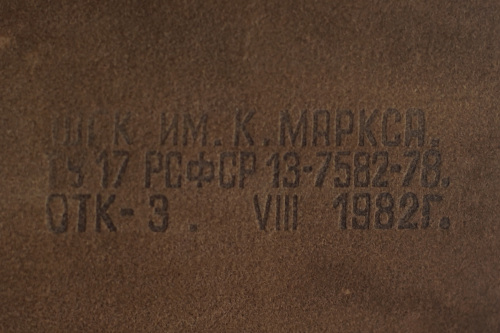 ИМ. К. МАРКСА.
ТУ 17 РСФСР 13-7582-78.
ОТК-3. VIII 1982г.